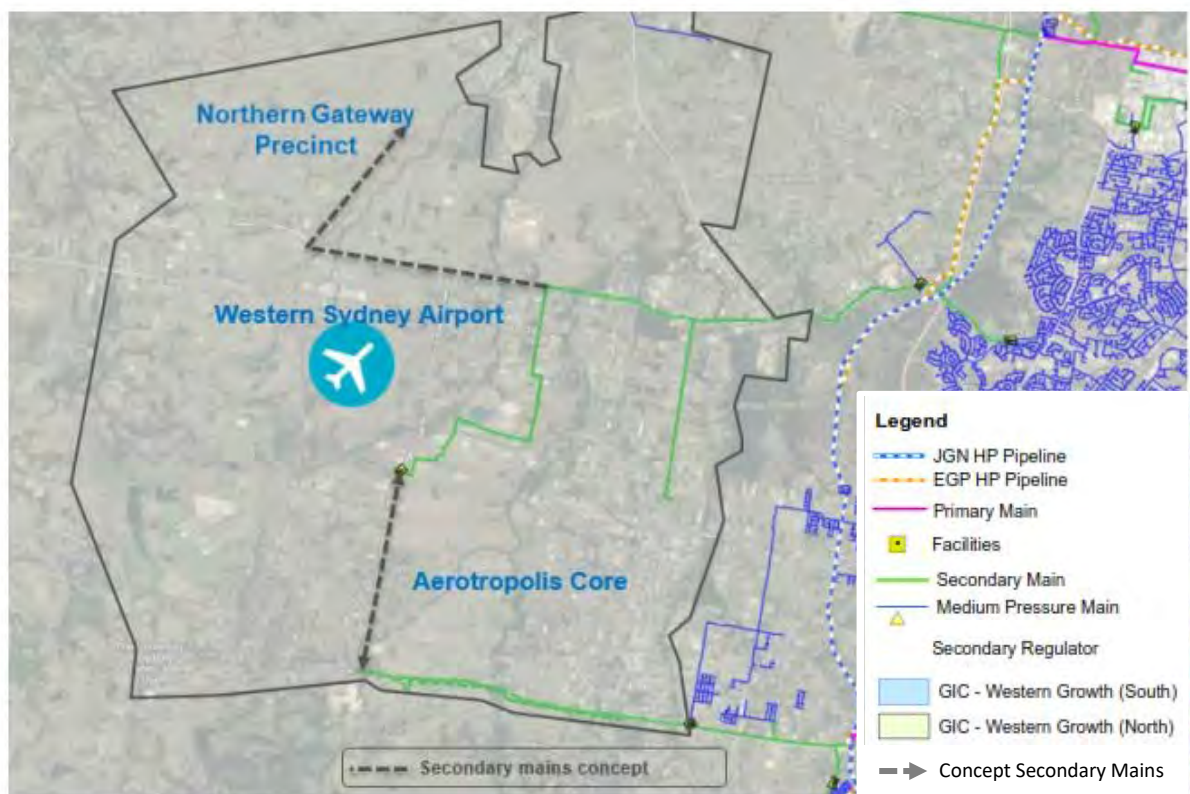 Northern Gateway
Precinct
Western Sydney Airport
Aerotropolis Core
Secondary mains concept
Legend
JGN HP Pipeline
EGP HP Pipeline
Primary Main
Facilities
Secondary Main
Medium Pressure Main
Secondary Regulator
GIC - Western Growth (South)
GIC - Western Growth (North)
Concept Secondary Mains